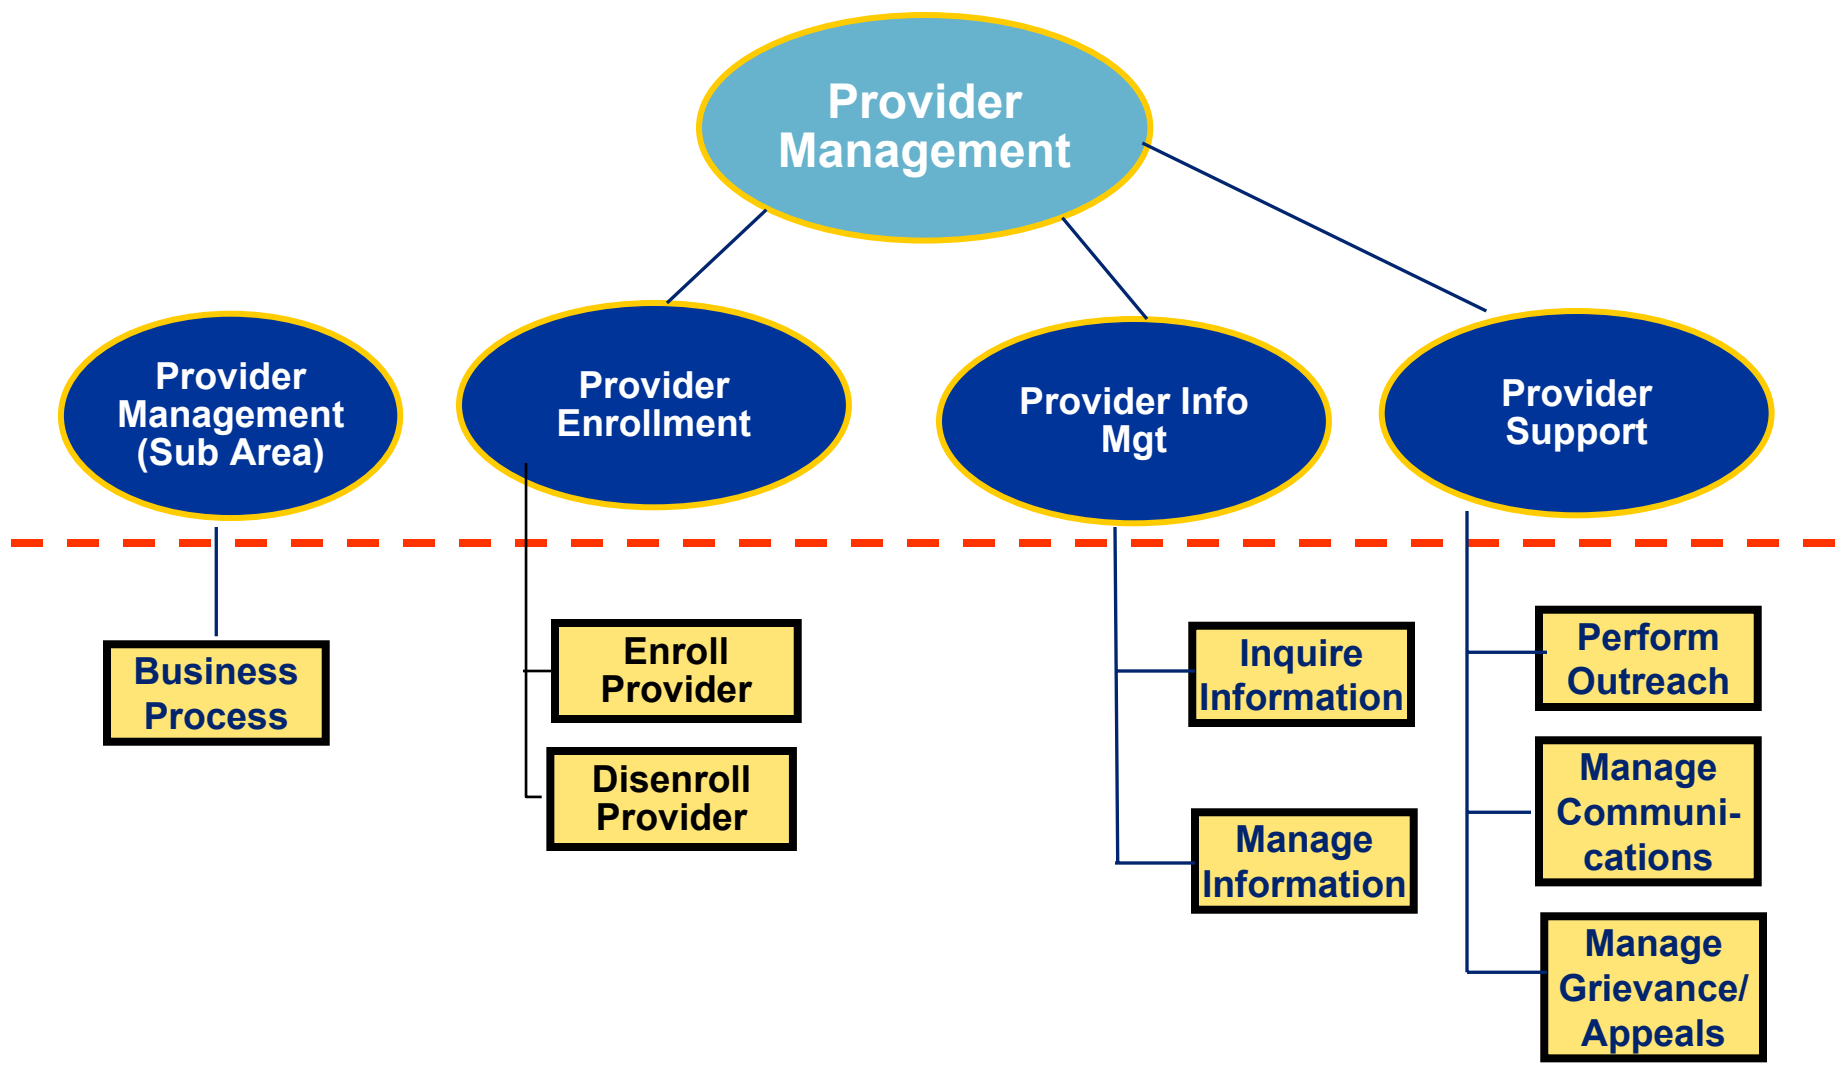 Provider
Management
Provider
Management
(Sub Area)
Provider
Enrollment
Provider Info
Mgt
Provider
Support
Business
Process
Enroll
Provider
Disenroll
Provider
Inquire
Information
Manage
Information
Perform
Outreach
Manage
Communi-
cations
Manage
Grievance/
Appeals